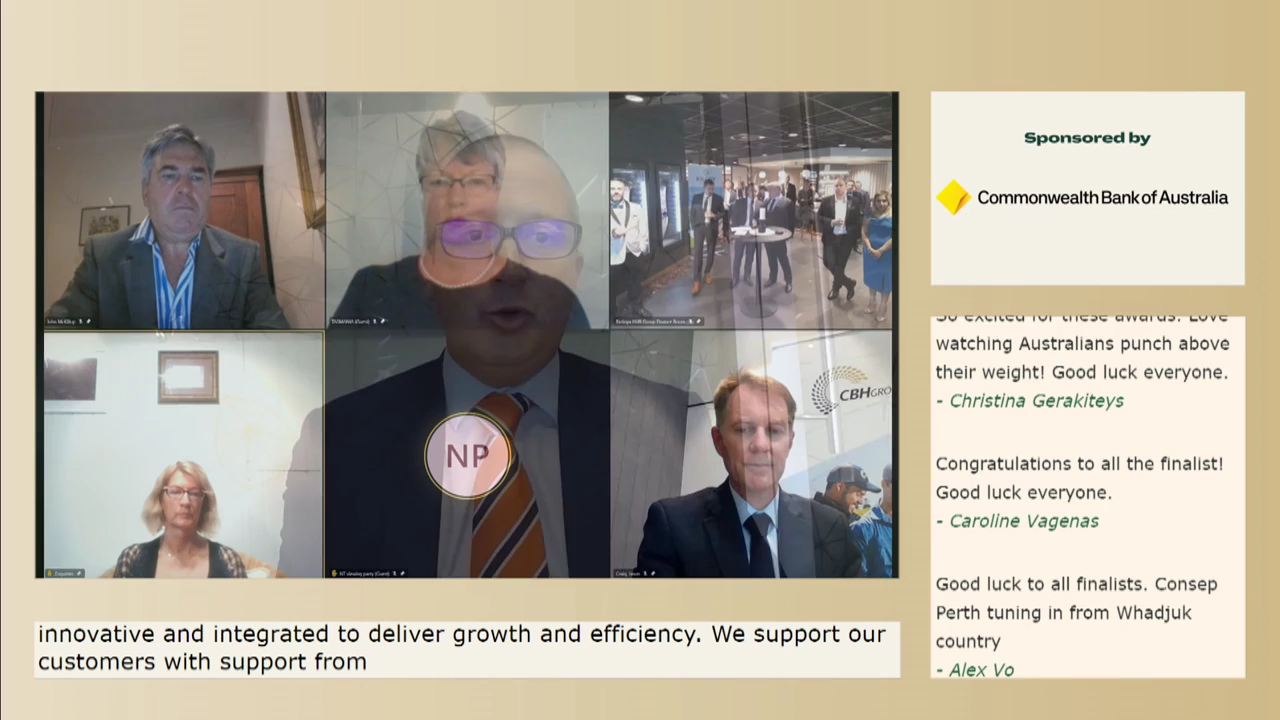 Sponsored by
Commonwealth Bank of Australia
So excited for these awards. Love
watching Australians punch above
their weight! Good luck everyone.
- Christina Gerakiteys
Congratulations to all the finalist!
Good luck everyone.
- Caroline Vagenas
Good luck to all finalists. Consep
Perth tuning in from Whadjuk
country
- Alex Vo
CBHGRO
NP
innovative and integrated to deliver growth and efficiency. We support our
customers with support from